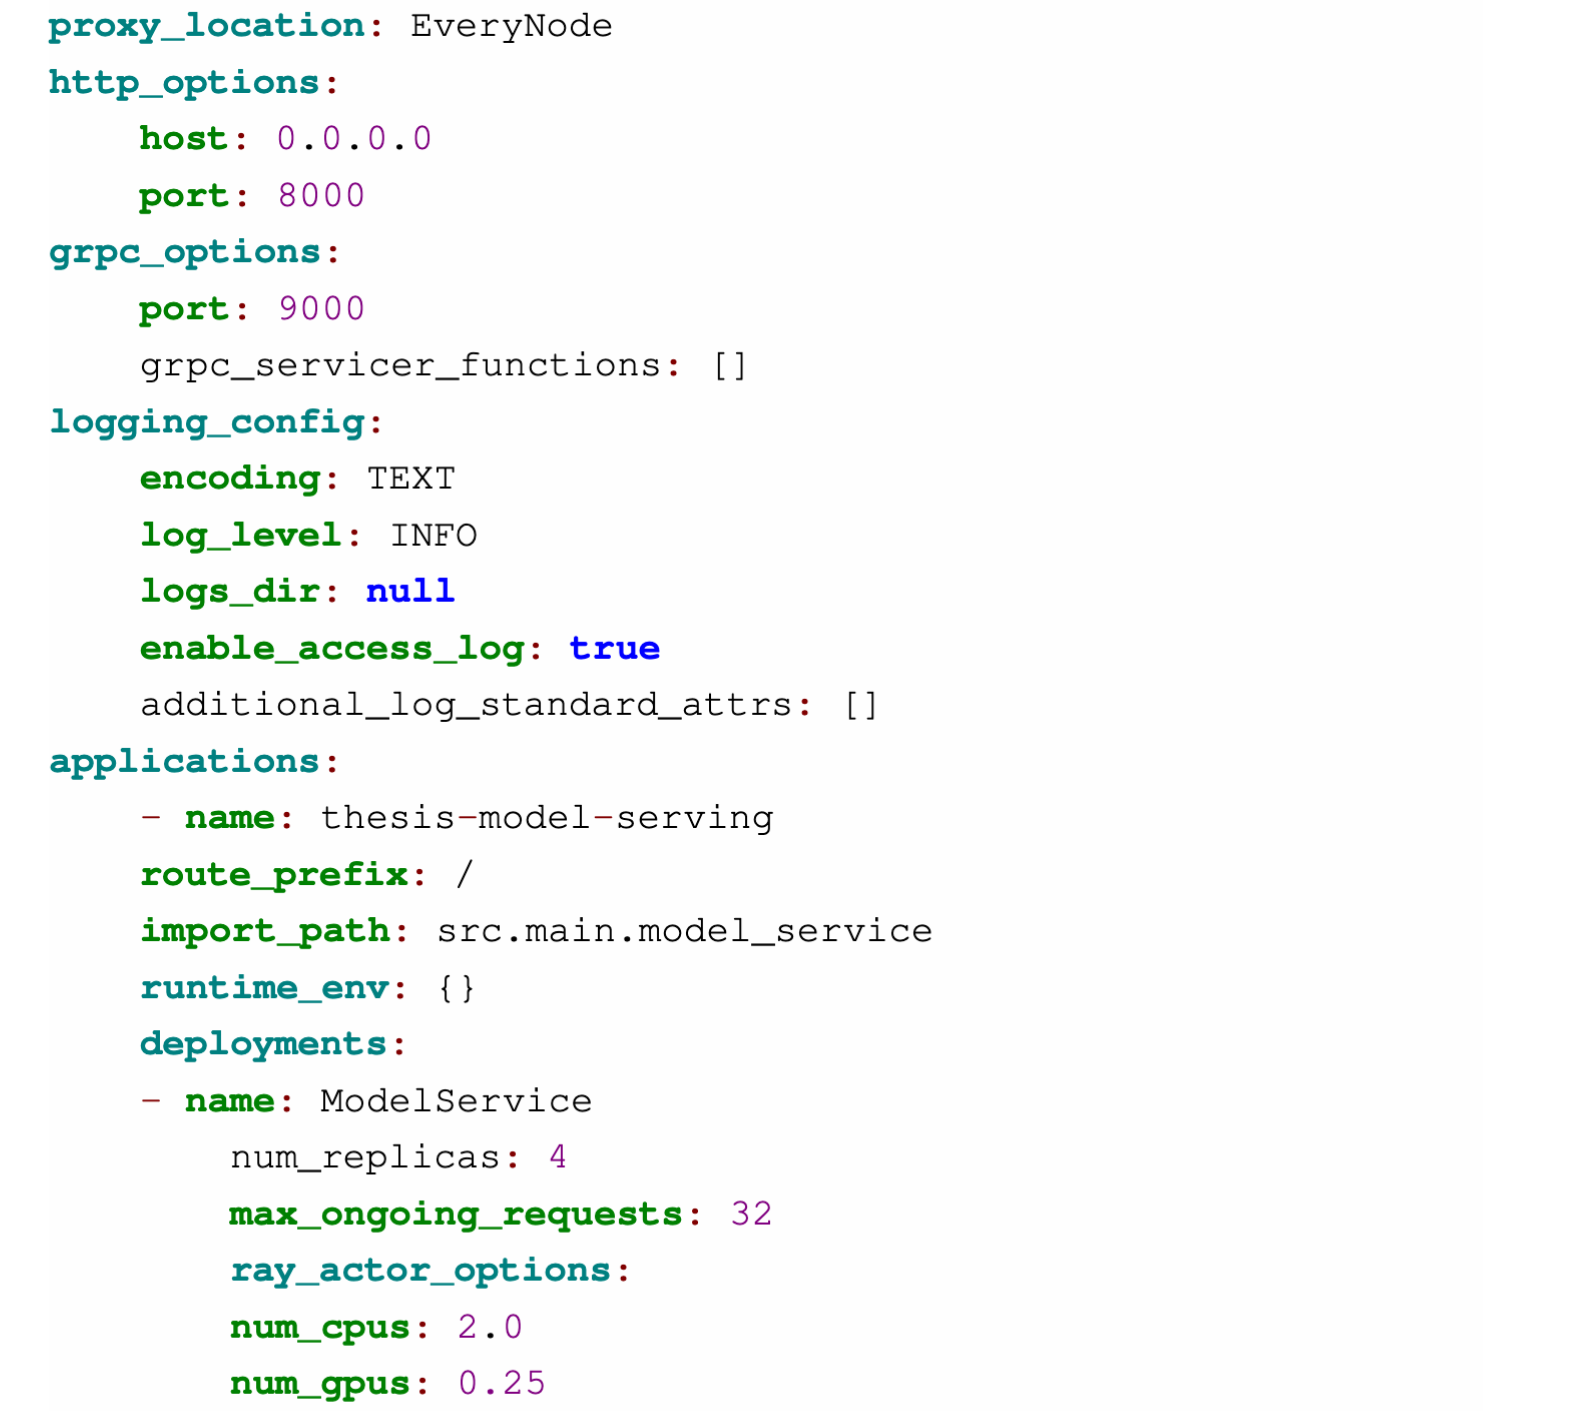 proxy_location: EveryNode
http_options:
    host: 0.0.0.0
    port: 8000
grpc_options:
    port: 9000
    grpc_servicer_functions: []
logging_config:
    encoding: TEXT
    log_level: INFO
    logs_dir: null
    enable_access_log: true
    additional_log_standard_attrs: []
applications:
    - name: thesis-model-serving
    route_prefix: /
    import_path: src.main.model_service
    runtime_env: {}
    deployments:
    - name: ModelService
        num_replicas: 4
        max_ongoing_requests: 32
        ray_actor_options:
        num_cpus: 2.0
        num_gpus: 0.25